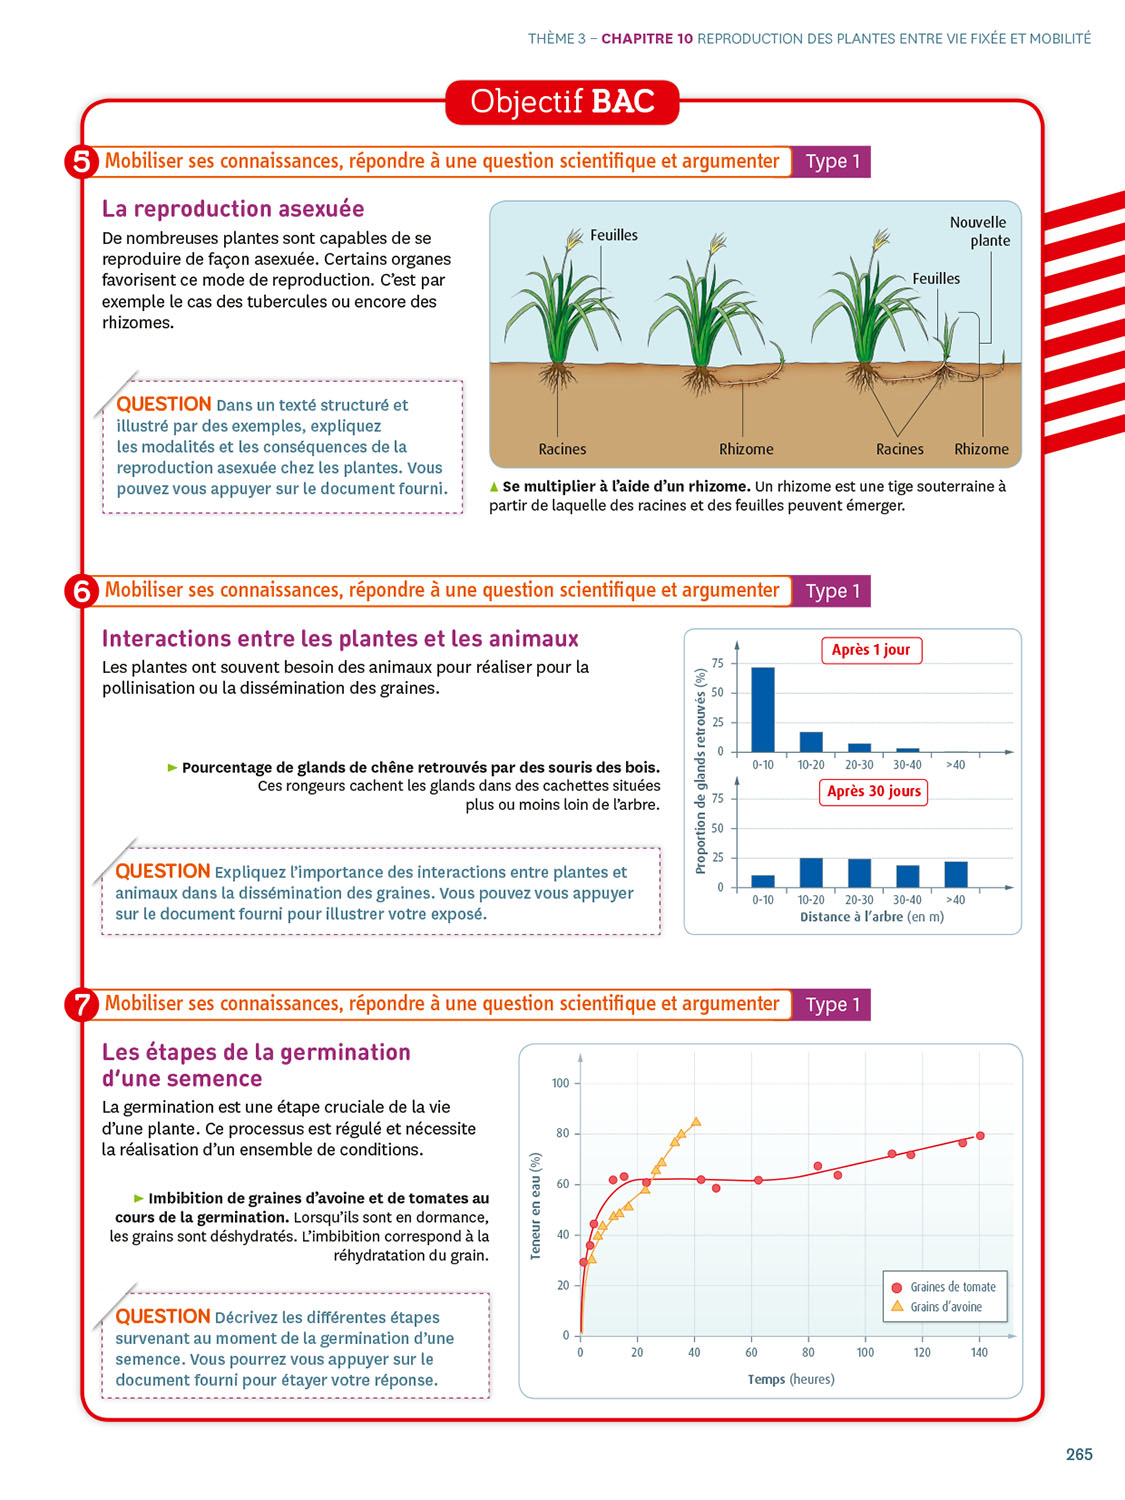 THÈME 3 – CHAPITRE 10 REPRODUCTION DES PLANTES ENTRE VIE FIXÉE ET MOBILITÉ
Objectif BAC
5 Mobiliser ses connaissances, répondre à une question scientifique et argumenter Type 1
La reproduction asexuée
De nombreuses plantes sont capables de se
reproduire de façon asexuée. Certains organes
favorisent ce mode de reproduction. C’est par
exemple le cas des tubercules ou encore des
rhizomes.
QUESTION Dans un texté structuré et
illustré par des exemples, expliquez
les modalités et les conséquences de la
reproduction asexuée chez les plantes. Vous
pouvez vous appuyer sur le document fourni.
Feuilles
Nouvelle
plante
Feuilles
Racines
Rhizome
Racines
Rhizome
▲ Se multiplier à l’aide d’un rhizome. Un rhizome est une tige souterraine à
partir de laquelle des racines et des feuilles peuvent émerger.
6 Mobiliser ses connaissances, répondre à une question scientifique et argumenter Type 1
Interactions entre les plantes et les animaux
Les plantes ont souvent besoin des animaux pour réaliser pour la
pollinisation ou la dissémination des graines.
► Pourcentage de glands de chêne retrouvés par des souris des bois.
Ces rongeurs cachent les glands dans des cachettes situées
plus ou moins loin de l’arbre.
QUESTION Expliquez l’importance des interactions entre plantes et
animaux dans la dissémination des graines. Vous pouvez vous appuyer
sur le document fourni pour illustrer votre exposé.
Proportion de glands retrouvés (%)
Après 1 jour
75
50
25
0
0-10 10-20 20-30 30-40 >40
Après 30 jours
75
50
25
0
0-10 10-20 20-30 30-40 >40
Distance à l’arbre (en m)
7 Mobiliser ses connaissances, répondre à une question scientifique et argumenter Type 1
Les étapes de la germination
d’une semence
La germination est une étape cruciale de la vie
d’une plante. Ce processus est régulé et nécessite
la réalisation d’un ensemble de conditions.
► Imbibition de graines d’avoine et de tomates au
cours de la germination. Lorsqu’ils sont en dormance,
les grains sont déshydratés. L’imbibition correspond à la
réhydratation du grain.
QUESTION Décrivez les différentes étapes
survenant au moment de la germination d’une
semence. Vous pourrez vous appuyer sur le
document fourni pour étayer votre réponse.
Teneur en eau (%)
100
80
60
40
20
0
Graines de tomate
Grains d’avoine
0 20 40 60 80 100 120 140
Temps (heures)
265